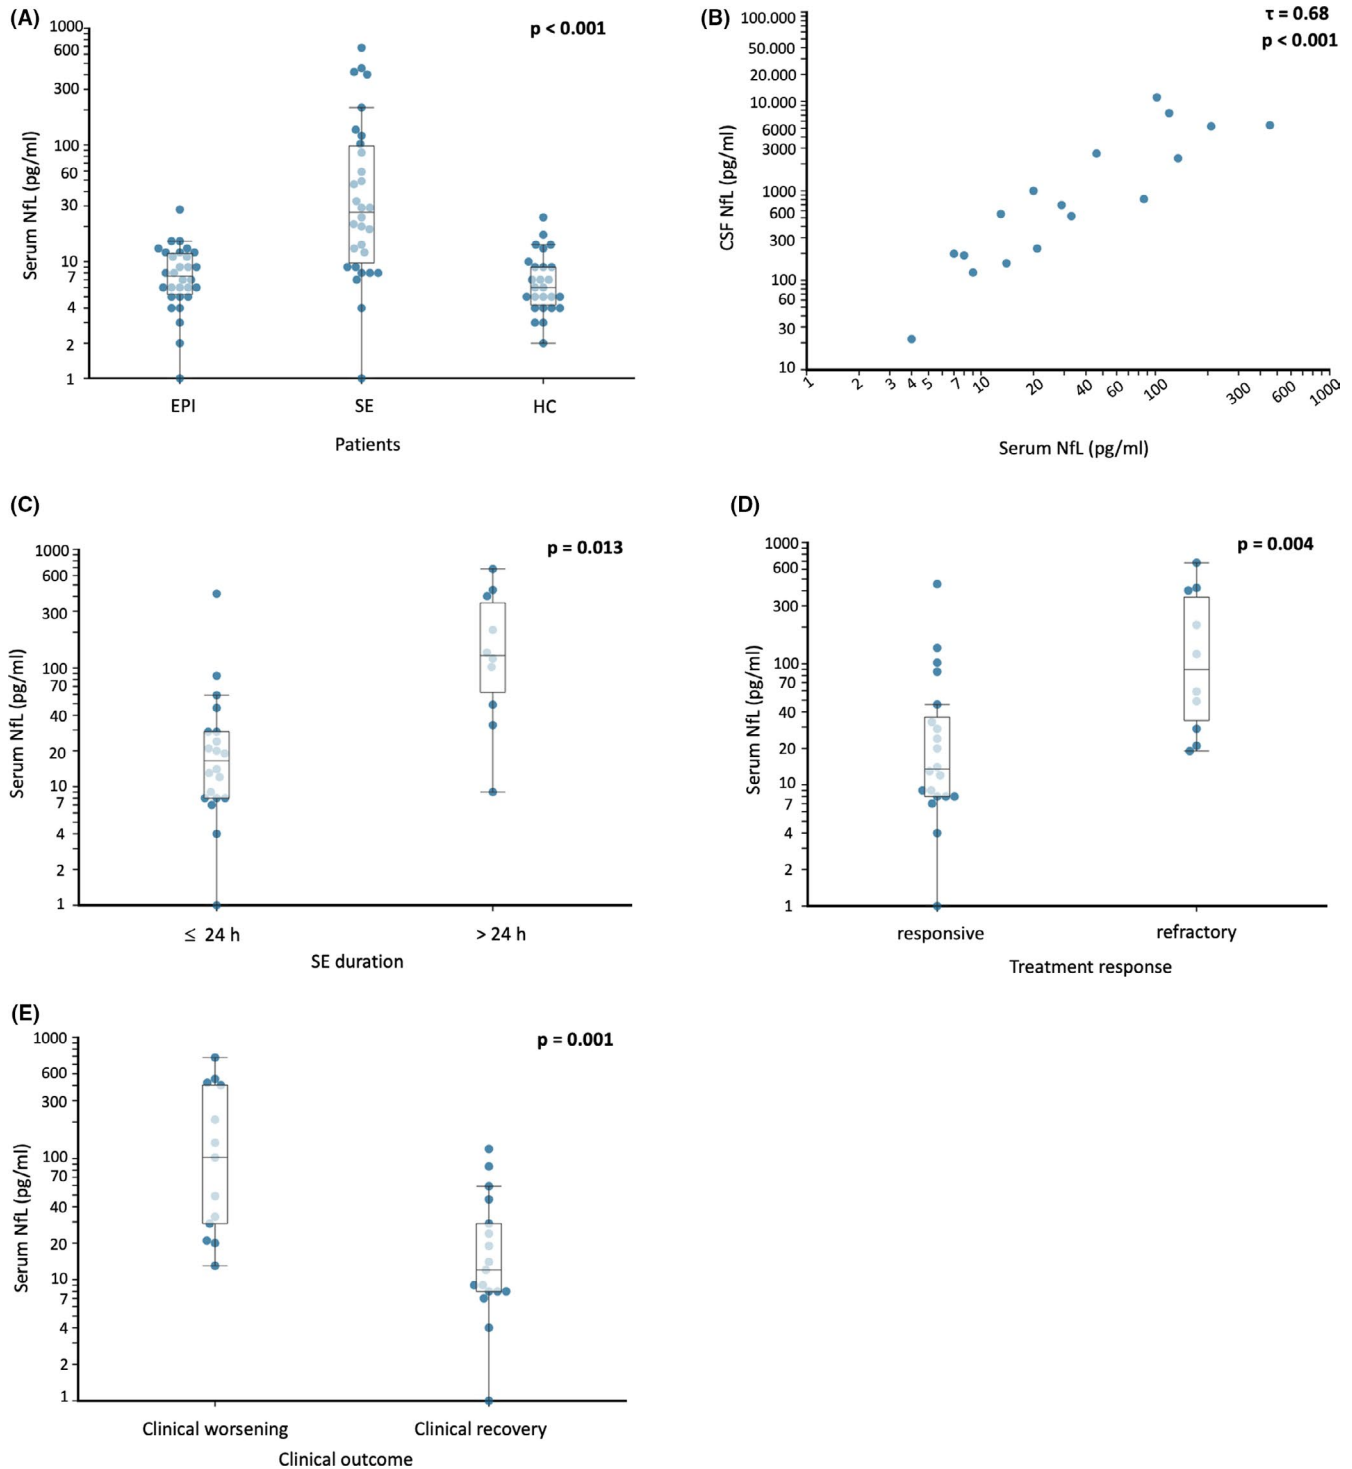 (A)
p < 0.001
1000
600
300
100
60
30
10
7
4
2
1
Serum NfL (pg/ml)
EPI
SE
HC
Patients
(B)
τ = 0.68
p < 0.001
100.000
50.000
20.000
10.000
6000
3000
1000
600
300
100
60
30
10
CSF NfL (pg/ml)
1
2
3
4
5
7
10
20
40
60
100
300
600
1000
Serum NfL (pg/ml)
(C)
p = 0.013
1000
600
300
100
70
40
20
10
7
4
2
1
Serum NfL (pg/ml)
≤ 24 h
> 24 h
SE duration
(D)
p = 0.004
1000
600
300
100
70
40
20
10
7
4
2
1
Serum NfL (pg/ml)
responsive
refractory
Treatment response
(E)
p = 0.001
1000
600
300
100
70
40
20
10
7
4
2
1
Serum NfL (pg/ml)
Clinical worsening
Clinical recovery
Clinical outcome